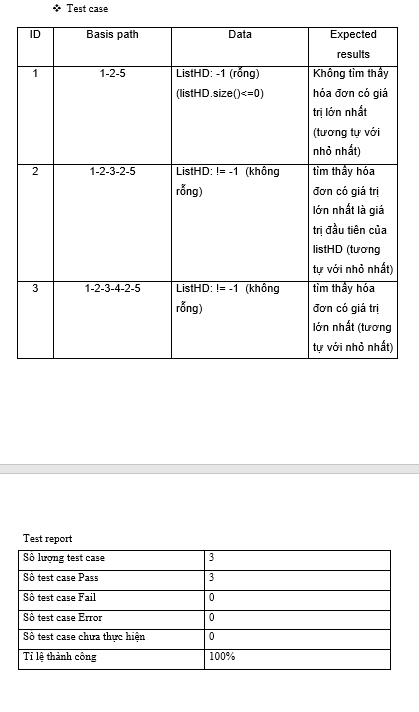 ❖ Test case
ID Basis path Data Expected
results
1 1-2-5 ListHD: -1 (rỗng) Không tìm thấy
(listHD.size()<=0) hóa đơn có giá
trị lớn nhất
(tương tự với
nhỏ nhất)
2 1-2-3-2-5 ListHD: != -1 (không tìm thấy hóa
rỗng) đơn có giá trị
lớn nhất là giá
trị đầu tiên của
listHD (tương
tự với nhỏ nhất)
3 1-2-3-4-2-5 ListHD: != -1 (không tìm thấy hóa
rỗng) đơn có giá trị
lớn nhất (tương
tự với nhỏ nhất)
Test report
Số lượng test case 3
Số test case Pass 3
Số test case Fail 0
Số test case Error 0
Số test case chưa thực hiện 0
Tỉ lệ thành công 100%